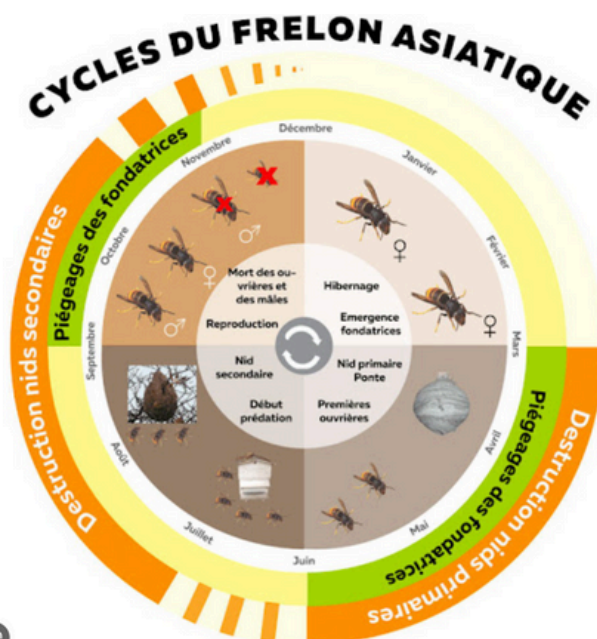 CYCLES DU FRELON ASIATIQUE
Décembre
Janvier
Février
Mars
Avril
Mai
Juin
Juillet
Août
Septembre
Octobre
Novembre
Piégeages des fondatrices
Destruction nids secondaires
Piégeages des fondatrices
Destruction nids primaires
Mort des ou-
vrières et
des mâles
Hibernage
Reproduction
Emergence
fondatrices
Nid
secondaire
Nid primaire
Ponte
Début
prédation
Premières
ouvrières
♂
♀
♂
♀
♀